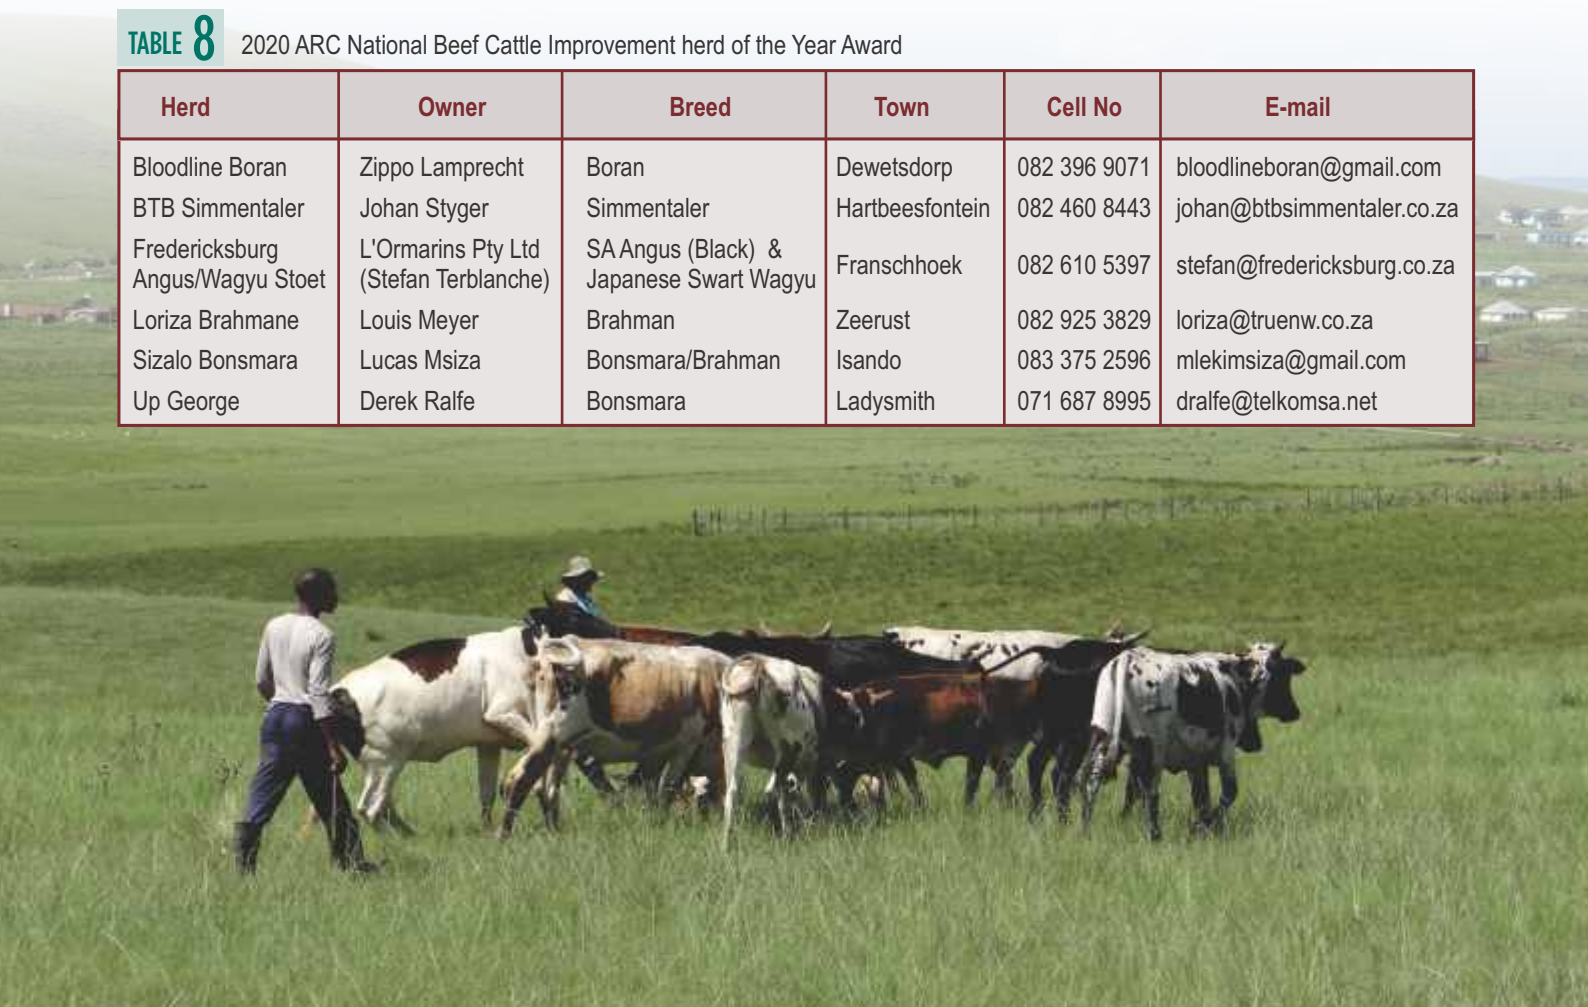 TABLE 8 2020 ARC National Beef Cattle Improvement herd of the Year Award
Herd Owner Breed Town Cell No E-mail
Bloodline Boran Zippo Lamprecht Boran Dewetsdorp 082 396 9071 bloodlineboran@gmail.com
BTB Simmentaler Johan Styger Simmentaler Hartbeesfontein 082 460 8443 johan@btbsimmentaler.co.za
Fredericksburg L'Ormarins Pty Ltd SA Angus (Black) &
Angus/Wagyu Stoet (Stefan Terblanche) Japanese Swart Wagyu Franschhoek 082 610 5397 stefan@fredericksburg.co.za
Loriza Brahmane Louis Meyer Brahman Zeerust 082 925 3829 loriza@truenw.co.za
Sizalo Bonsmara Lucas Msiza Bonsmara/Brahman Isando 083 375 2596 mlekimsiza@gmail.com
Up George Derek Ralfe Bonsmara Ladysmith 071 687 8995 dralfe@telkomsa.net